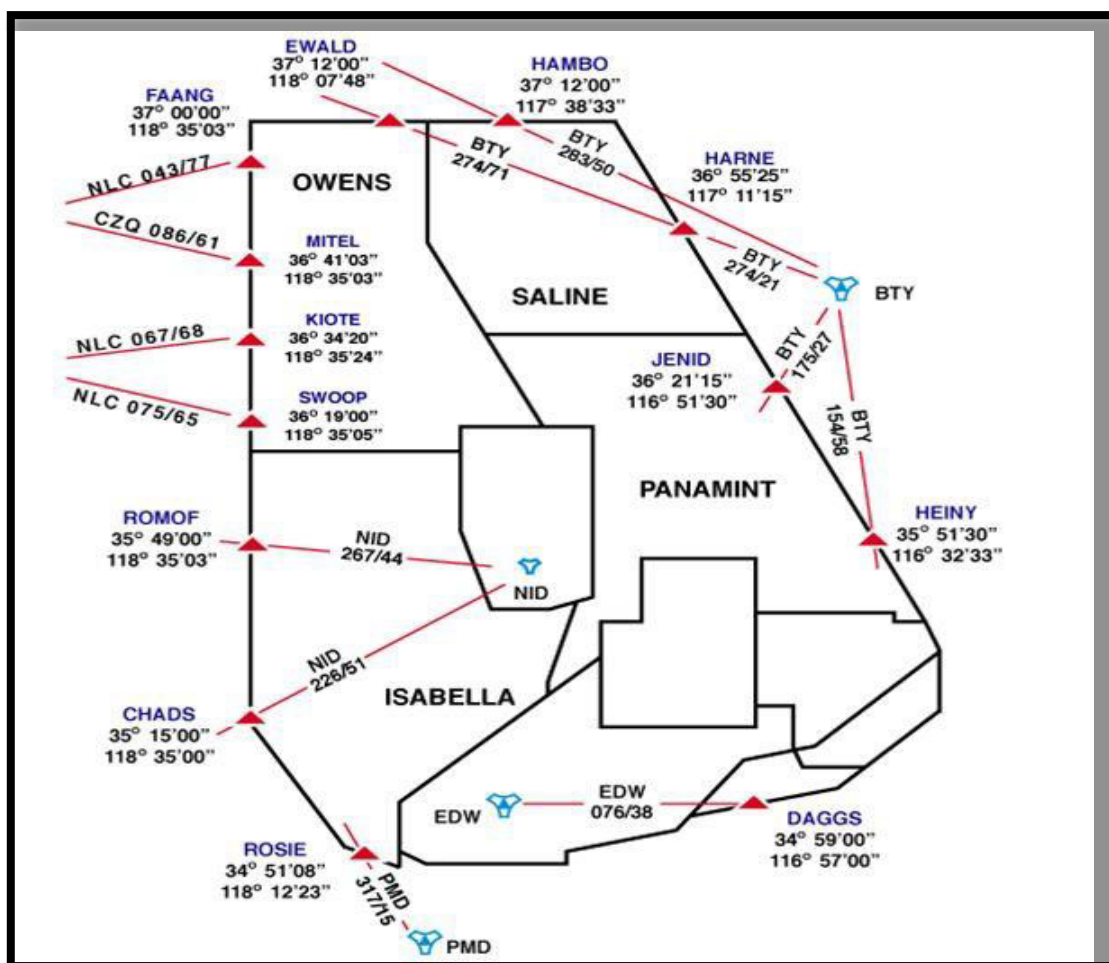 EWALD
37° 12'00"
118° 07'48"
HAMBO
37° 12'00"
117° 38'33"
FAANG
37° 00'00"
118° 35'03"
BTY
283/50
BTY
274/71
HARNE
36° 55'25"
117° 11'15"
NLC 043/77
OWENS
CZQ 086/61
MITEL
36° 41'03"
118° 35'03"
BTY
274/21
BTY
SALINE
NLC 067/68
KIOTE
36° 34'20"
118° 35'24"
BTY
175/27
JENID
36° 21'15"
116° 51'30"
NLC 075/65
SWOOP
36° 19'00"
118° 35'05"
BTY
154/58
PANAMINT
ROMOF
35° 49'00"
118° 35'03"
NID
267/44
NID
HEINY
35° 51'30"
116° 32'33"
NID
226/51
ISABELLA
CHADS
35° 15'00"
118° 35'00"
EDW
EDW
076/38
DAGGS
34° 59'00"
116° 57'00"
ROSIE
34° 51'08"
118° 12'23"
PMD
317/15
PMD